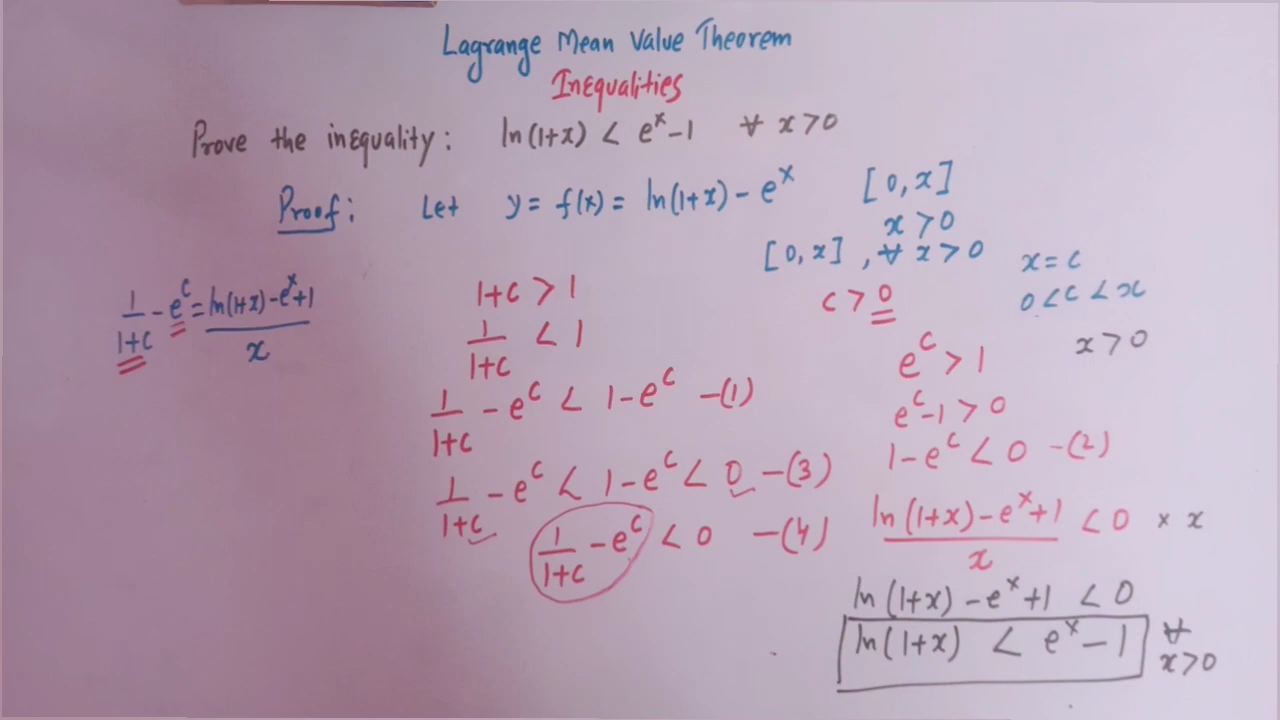 Lagrange Mean Value Theorem
Inequalities
Prove the inequality: ln(1+x) < e^x - 1 ∀ x > 0
Proof: Let y = f(x) = ln(1+x) - e^x [0, x]
x > 0
[0, x], ∀ x > 0
x = c
c > 0
0 < c < x
1/(1+c) - e^c = (ln(1+x) - e^x + 1)/x
1+c > 1
1/(1+c) < 1
1/(1+c) - e^c < 1 - e^c -(1)
1/(1+c) - e^c < 1 - e^c < 0 -(3)
1/(1+c) - e^c < 0 -(4)
x > 0
e^c > 1
e^c - 1 > 0
1 - e^c < 0 -(2)
(ln(1+x) - e^x + 1)/x < 0 × x
ln(1+x) - e^x + 1 < 0
ln(1+x) < e^x - 1 ∀
x > 0